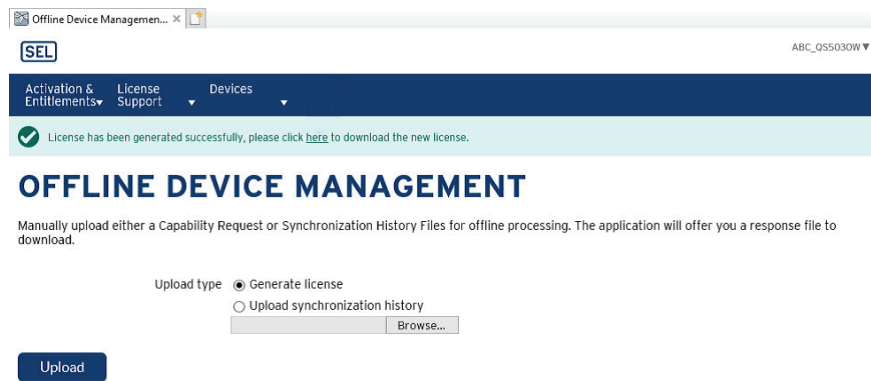 Offline Device Managemen...
SEL
ABC_QS5030W
Activation & Entitlements
License Support
Devices
License has been generated successfully, please click here to download the new license.
OFFLINE DEVICE MANAGEMENT
Manually upload either a Capability Request or Synchronization History Files for offline processing. The application will offer you a response file to
download.
Upload type
Generate license
Upload synchronization history
Browse...
Upload